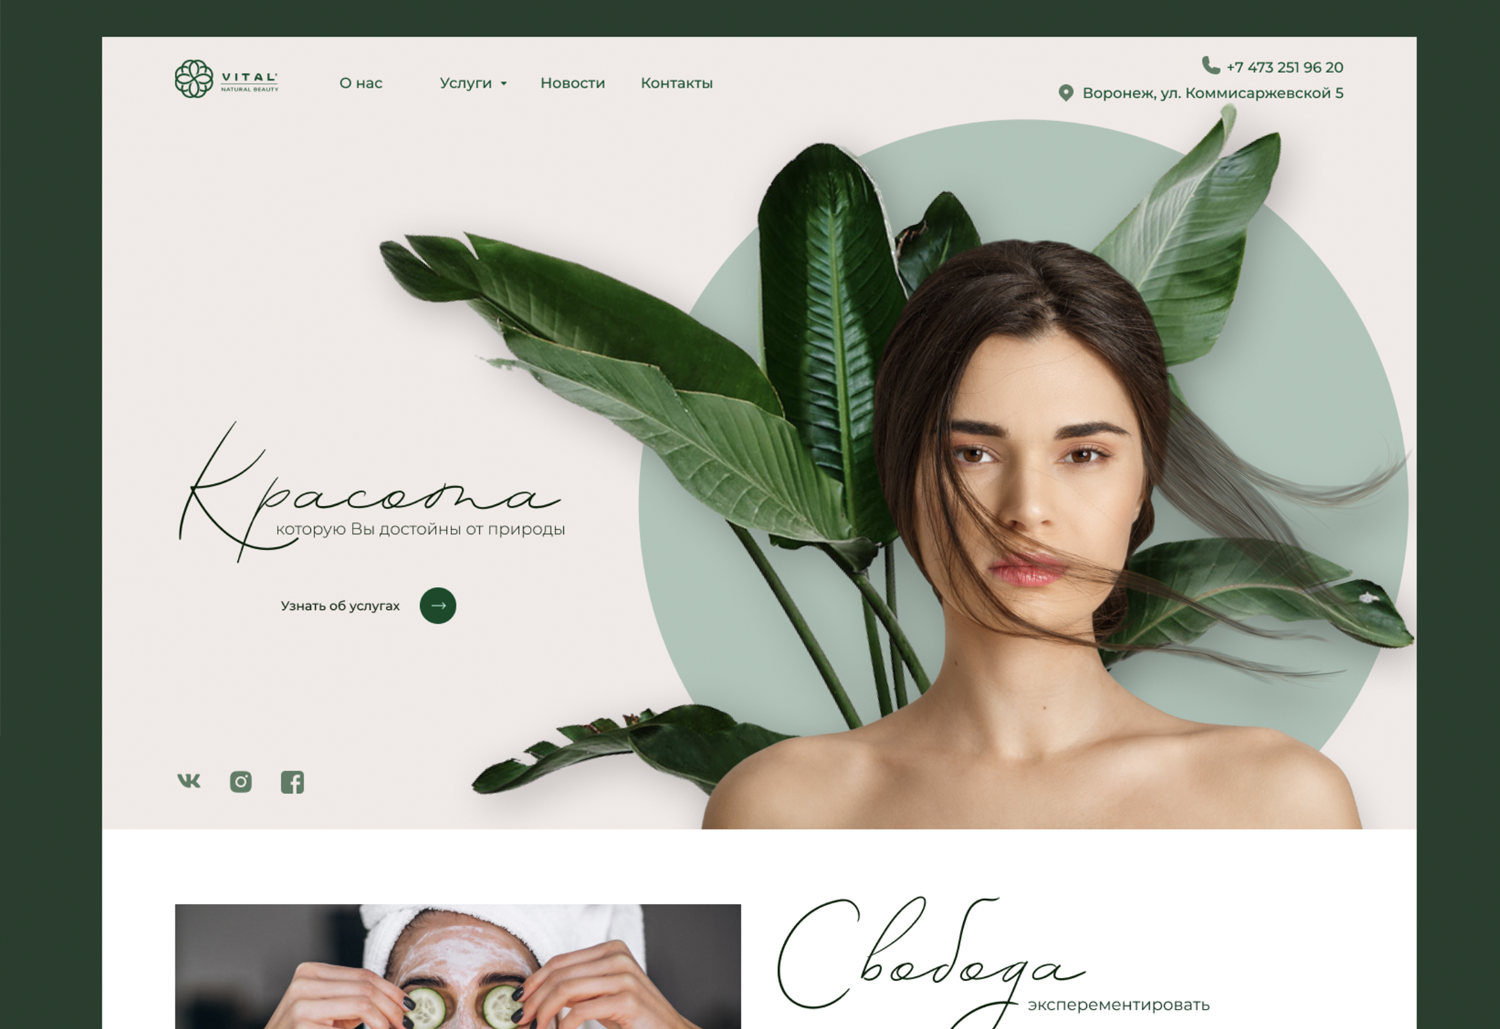 VITAL
NATURAL BEAUTY
О нас
Услуги
Новости
Контакты
+7 473 251 96 20
Воронеж, ул. Коммисаржевской 5
Красота
которую Вы достойны от природы
Узнать об услугах
Свобода
эксперементировать